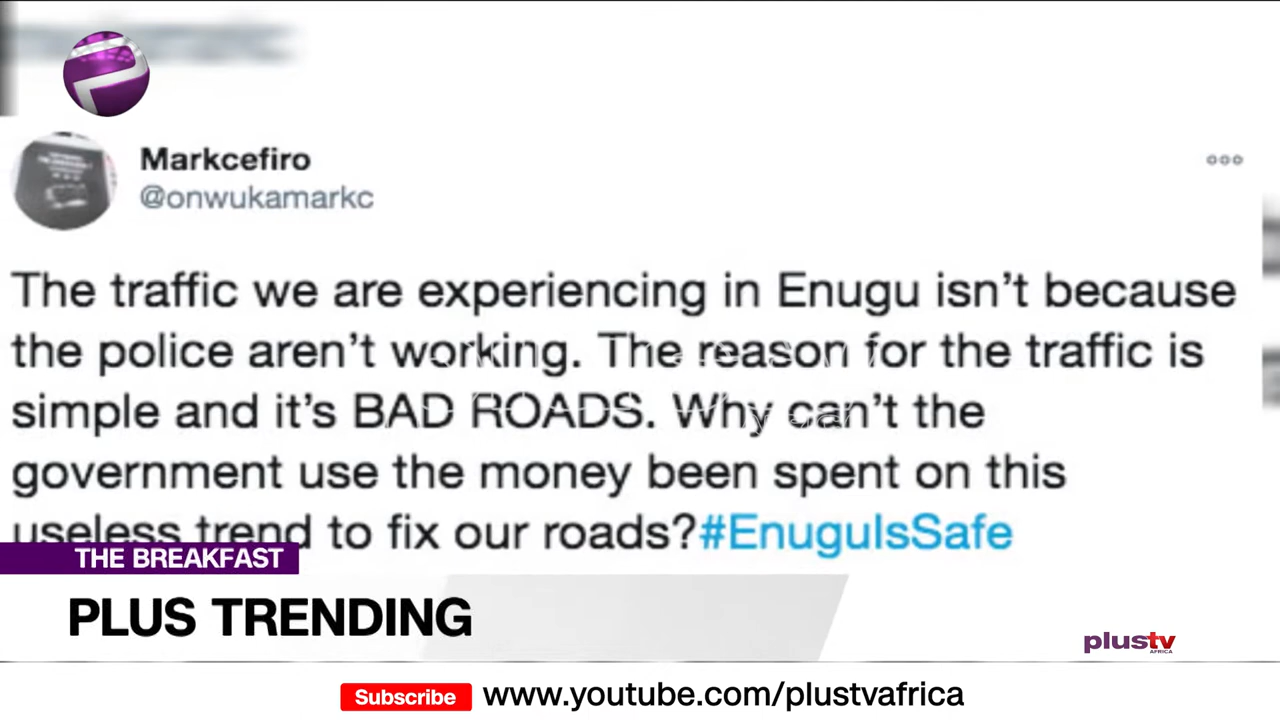 Markcefiro
@onwukamarkc
The traffic we are experiencing in Enugu isn't because
the police aren't working. The reason for the traffic is
simple and it's BAD ROADS. Why can't the
government use the money been spent on this
useless trend to fix our roads?#EnuguIsSafe
THE BREAKFAST
PLUS TRENDING
plustv
AFRICA
Subscribe www.youtube.com/plustvafrica